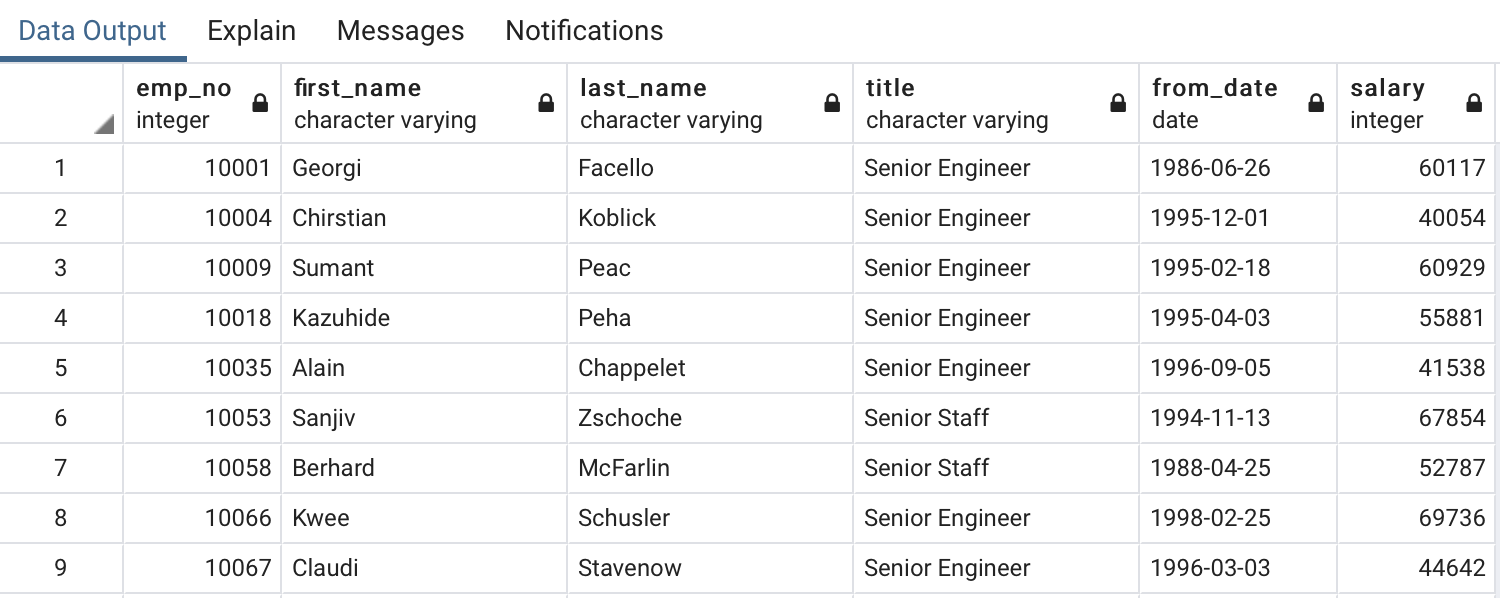 Data Output Explain Messages Notifications
emp_no first_name last_name title from_date salary
integer character varying character varying character varying date integer
1 10001 Georgi Facello Senior Engineer 1986-06-26 60117
2 10004 Chirstian Koblick Senior Engineer 1995-12-01 40054
3 10009 Sumant Peac Senior Engineer 1995-02-18 60929
4 10018 Kazuhide Peha Senior Engineer 1995-04-03 55881
5 10035 Alain Chappelet Senior Engineer 1996-09-05 41538
6 10053 Sanjiv Zschoche Senior Staff 1994-11-13 67854
7 10058 Berhard McFarlin Senior Staff 1988-04-25 52787
8 10066 Kwee Schusler Senior Engineer 1998-02-25 69736
9 10067 Claudi Stavenow Senior Engineer 1996-03-03 44642